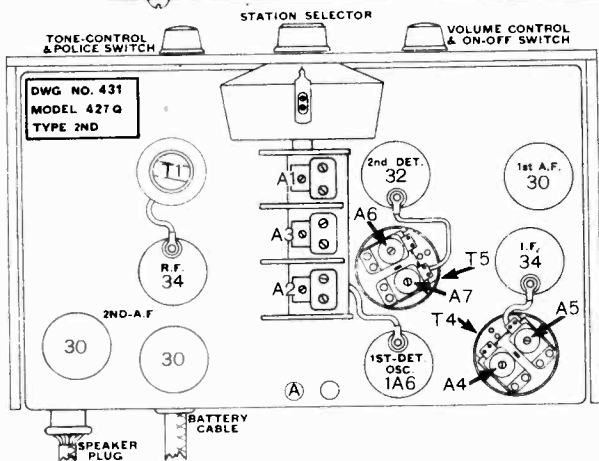 STATION SELECTOR
TONE-CONTROL
& POLICE SWITCH
VOLUME CONTROL
& ON-OFF SWITCH
DWG NO. 431
MODEL 427Q
TYPE 2ND
T1
R.F.
34
A1
A3
A2
2nd DET.
32
1st A.F.
30
A6
T5
A7
I.F.
34
T4
A5
A4
2ND-A.F
30
30
1ST-DET.
OSC.
1A6
A
SPEAKER
PLUG
BATTERY
CABLE